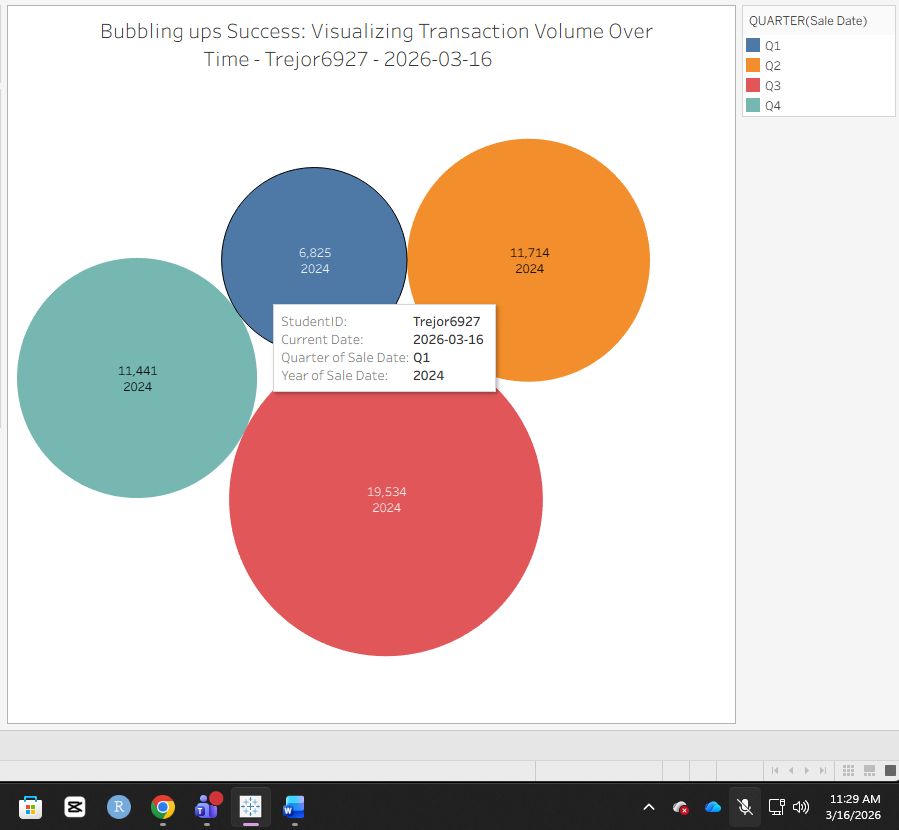 Bubbling ups Success: Visualizing Transaction Volume Over
Time - Trejor6927 - 2026-03-16
QUARTER(Sale Date)
Q1
Q2
Q3
Q4
6,825
2024
11,714
2024
StudentID: Trejor6927
Current Date: 2026-03-16
Quarter of Sale Date: Q1
Year of Sale Date: 2024
11,441
2024
19,534
2024
R
T
W
11:29 AM
3/16/2026